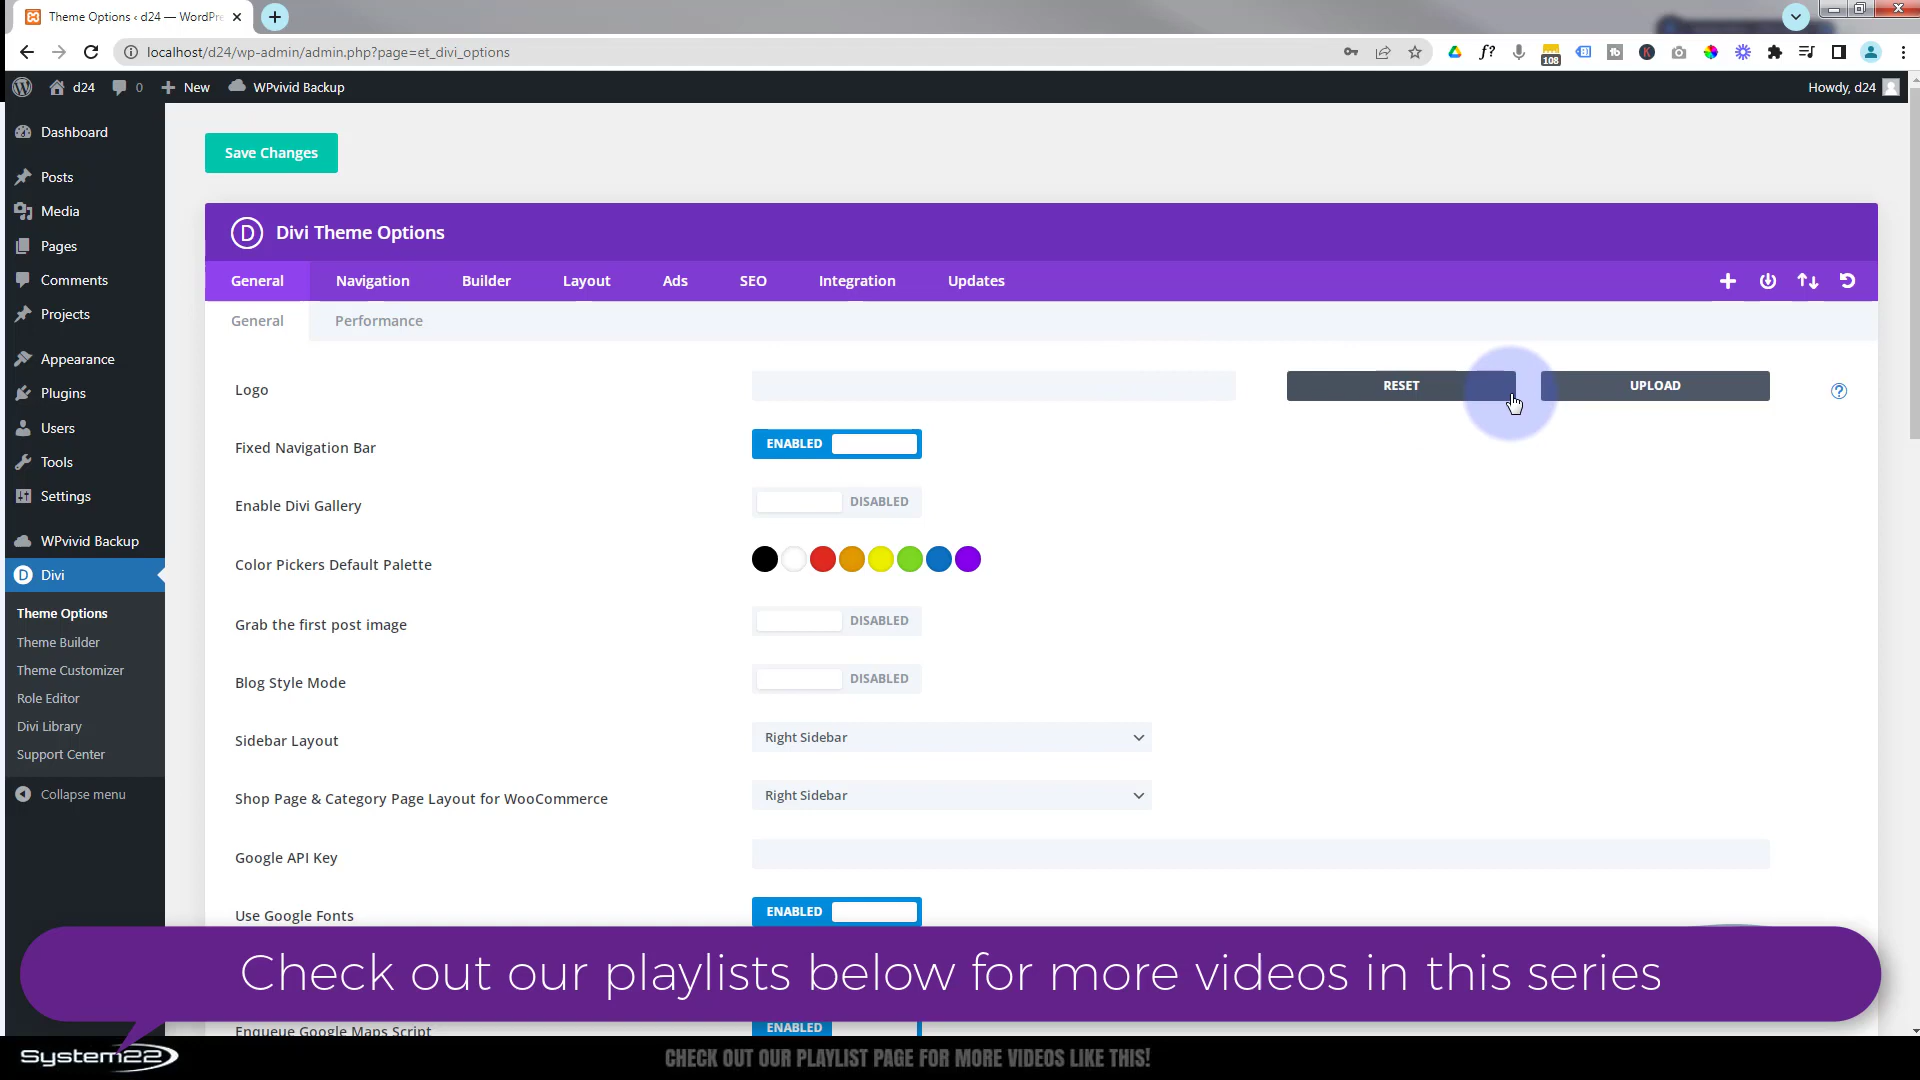 Theme Options ‹ d24 — WordPre
localhost/d24/wp-admin/admin.php?page=et_divi_options
f?
108
tb
K
d24
0
New
WPvivid Backup
Howdy, d24
Dashboard
Posts
Media
Pages
Comments
Projects
Appearance
Plugins
Users
Tools
Settings
WPvivid Backup
D
Divi
Theme Options
Theme Builder
Theme Customizer
Role Editor
Divi Library
Support Center
Collapse menu
Save Changes
D
Divi Theme Options
General
Navigation
Builder
Layout
Ads
SEO
Integration
Updates
General
Performance
Logo
RESET
UPLOAD
?
Fixed Navigation Bar
ENABLED
Enable Divi Gallery
DISABLED
Color Pickers Default Palette
Grab the first post image
DISABLED
Blog Style Mode
DISABLED
Sidebar Layout
Right Sidebar
Shop Page & Category Page Layout for WooCommerce
Right Sidebar
Google API Key
Use Google Fonts
ENABLED
Check out our playlists below for more videos in this series
Enqueue Google Maps Script
ENABLED
System22
CHECK OUT OUR PLAYLIST PAGE FOR MORE VIDEOS LIKE THIS!